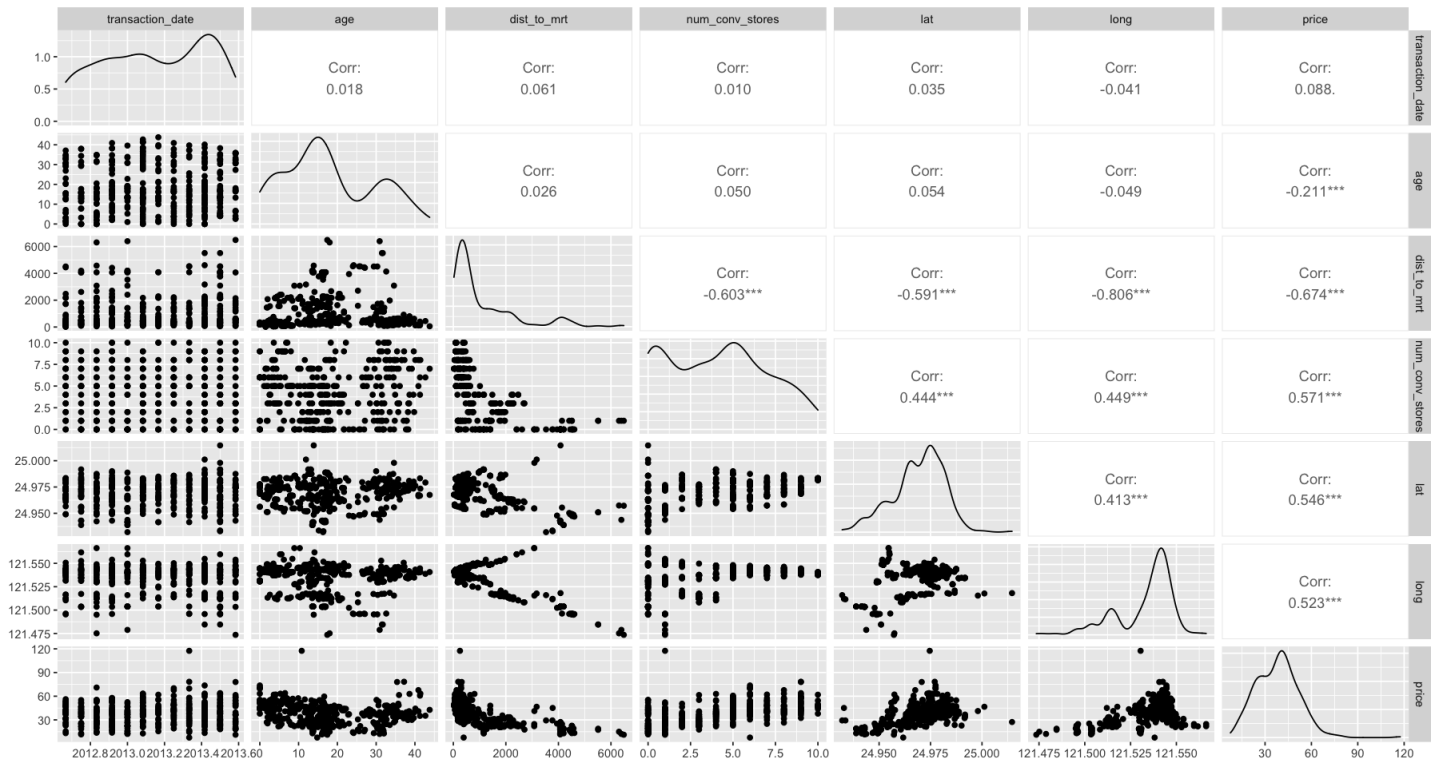 transaction_date age dist_to_mrt num_conv_stores lat long price
1.0
0.5
0.0
Corr: Corr: Corr: Corr: Corr: Corr:
0.018 0.061 0.010 0.035 -0.041 0.088.
transaction_date
40
30
20
10
0
Corr: Corr: Corr: Corr: Corr:
0.026 0.050 0.054 -0.049 -0.211***
age
6000
4000
2000
0
Corr: Corr: Corr: Corr:
-0.603*** -0.591*** -0.806*** -0.674***
dist_to_mrt
10.0
7.5
5.0
2.5
0.0
Corr: Corr: Corr:
0.444*** 0.449*** 0.571***
num_conv_stores
25.000
24.975
24.950
Corr: Corr:
0.413*** 0.546***
lat
121.550
121.525
121.500
121.475
Corr:
0.523***
long
120
90
60
30
price
2012.8 2013.0 2013.2 2013.4 2013.6 0 10 20 30 40 0 2000 4000 6000 0.0 2.5 5.0 7.5 10.0 24.950 24.975 25.000 121.475 121.500 121.525 121.550 30 60 90 120